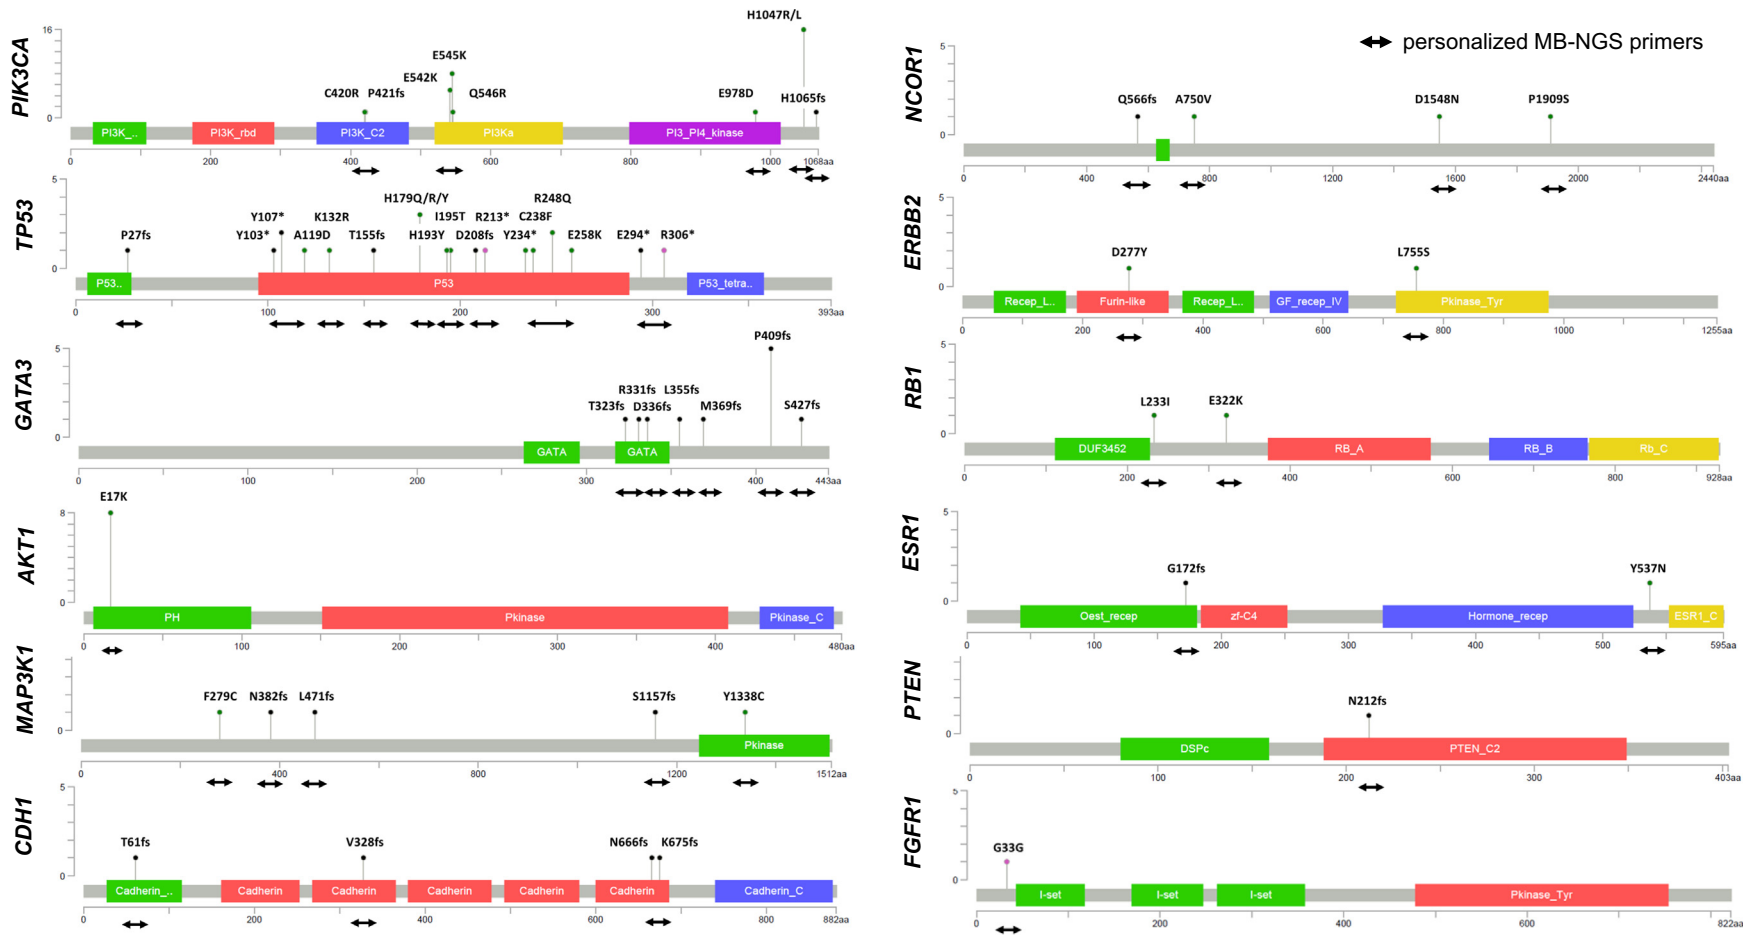 PIK3CA
16
0
H1047R/L
E545K
E542K
C420R P421fs
Q546R
E978D
H1065fs
PI3K_..
PI3K_rbd
PI3K_C2
PI3Ka
PI3_PI4_kinase
0 200 400 600 800 1000 1068aa
TP53
5
0
H179Q/R/Y
R248Q
Y107*
K132R
I195T
R213*
C238F
P27fs
Y103*
A119D
T155fs
H193Y
D208fs
Y234*
E258K
E294*
R306*
P53..
P53
P53_tetra..
0 100 200 300 393aa
GATA3
5
0
P409fs
R331fs
L355fs
T323fs
D336fs
M369fs
S427fs
GATA
GATA
0 100 200 300 400 443aa
AKT1
8
0
E17K
PH
Pkinase
Pkinase_C
0 100 200 300 400 480aa
MAP3K1
5
0
F279C
N382fs
L471fs
S1157fs
Y1338C
Pkinase
0 400 800 1200 1512aa
CDH1
5
0
T61fs
V328fs
N666fs
K675fs
Cadherin_..
Cadherin
Cadherin
Cadherin
Cadherin
Cadherin
Cadherin_C
0 200 400 600 800 882aa
personalized MB-NGS primers
NCOR1
5
0
Q566fs
A750V
D1548N
P1909S
0 400 800 1200 1600 2000 2440aa
ERBB2
5
0
D277Y
L755S
Recep_L..
Furin-like
Recep_L..
GF_recep_IV
Pkinase_Tyr
0 200 400 600 800 1000 1255aa
RB1
5
0
L233I
E322K
DUF3452
RB_A
RB_B
Rb_C
0 200 400 600 800 928aa
ESR1
5
0
G172fs
Y537N
Oest_recep
zf-C4
Hormone_recep
ESR1_C
0 100 200 300 400 500 595aa
PTEN
5
0
N212fs
DSPc
PTEN_C2
0 100 200 300 403aa
FGFR1
5
0
G33G
I-set
I-set
I-set
Pkinase_Tyr
0 200 400 600 822aa